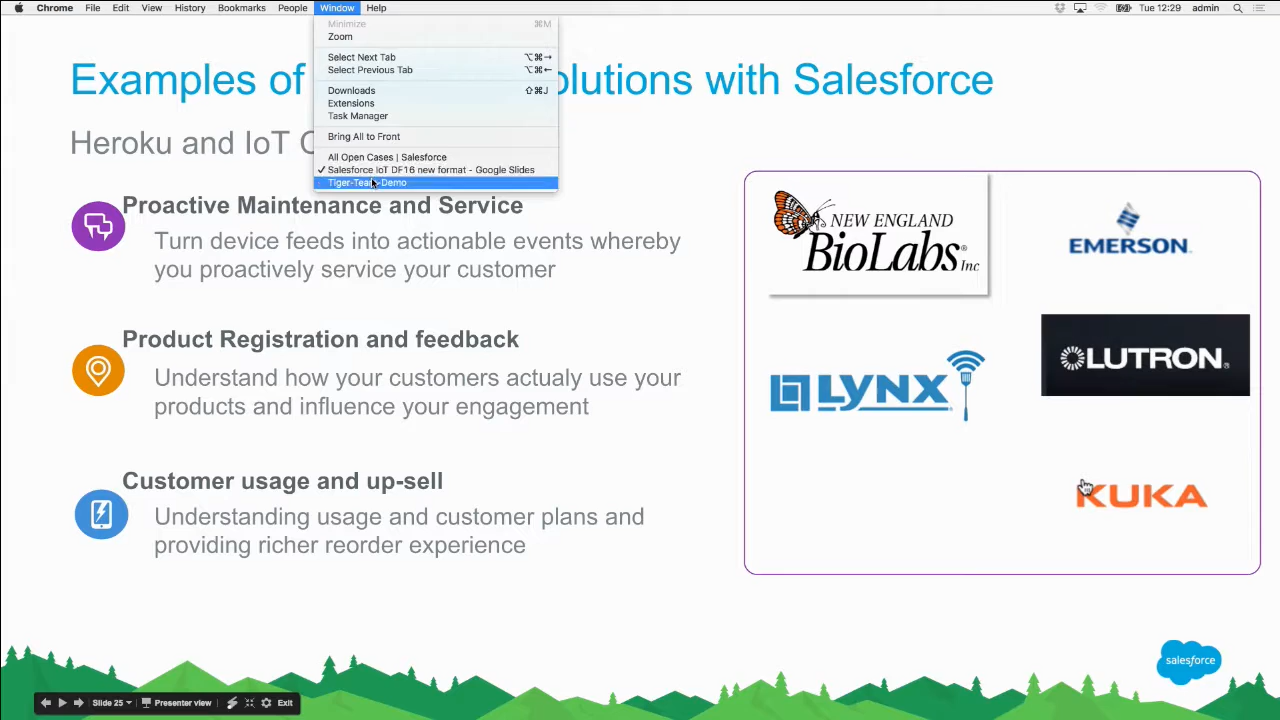 Chrome File Edit View History Bookmarks People Window Help Tue 12:29 admin
Minimize ⌘M
Zoom
Select Next Tab ⌥⌘→
Select Previous Tab ⌥⌘←
Downloads ⇧⌘J
Extensions
Task Manager
Bring All to Front
All Open Cases | Salesforce
✓ Salesforce IoT DF16 new format - Google Slides
Tiger-Team-Demo
Examples of olutions with Salesforce
Heroku and IoT
Proactive Maintenance and Service
Turn device feeds into actionable events whereby
you proactively service your customer
Product Registration and feedback
Understand how your customers actualy use your
products and influence your engagement
Customer usage and up-sell
Understanding usage and customer plans and
providing richer reorder experience
NEW ENGLAND
BioLabs® Inc
EMERSON.
LYNX
LUTRON®
KUKA
salesforce
Slide 25 Presenter view Exit